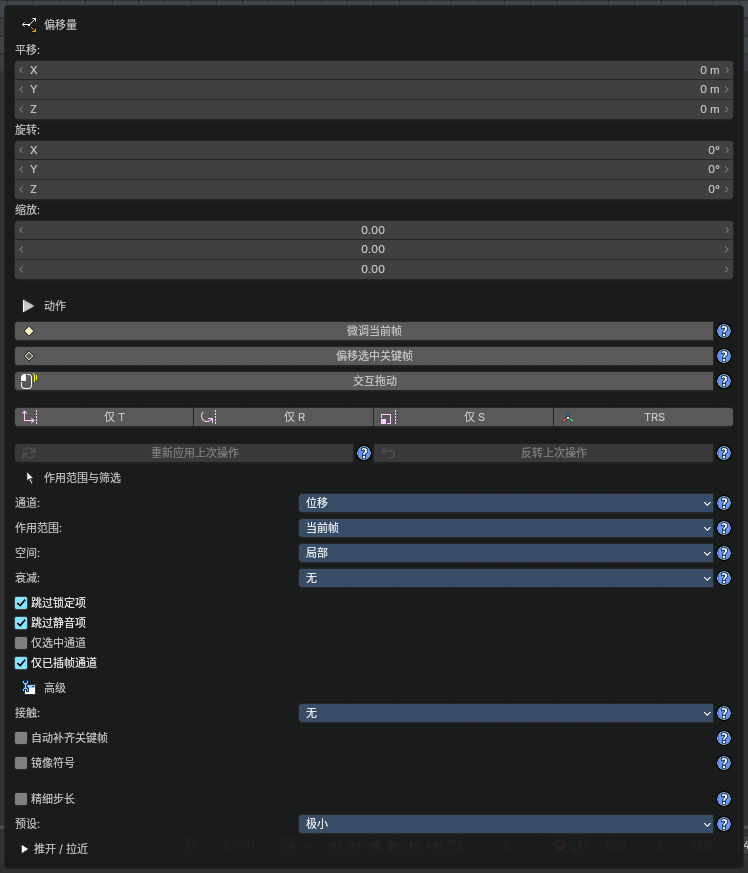 偏移量
平移:
X 0 m
Y 0 m
Z 0 m
旋转:
X 0°
Y 0°
Z 0°
缩放:
0.00
0.00
0.00
动作
微调当前帧
偏移选中关键帧
交互拖动
仅 T 仅 R 仅 S TRS
重新应用上次操作 反转上次操作
作用范围与筛选
通道: 位移
作用范围: 当前帧
空间: 局部
衰减: 无
跳过锁定项
跳过静音项
仅选中通道
仅已插帧通道
高级
接触: 无
自动补齐关键帧
镜像符号
精细步长
预设: 极小
推开 / 拉近